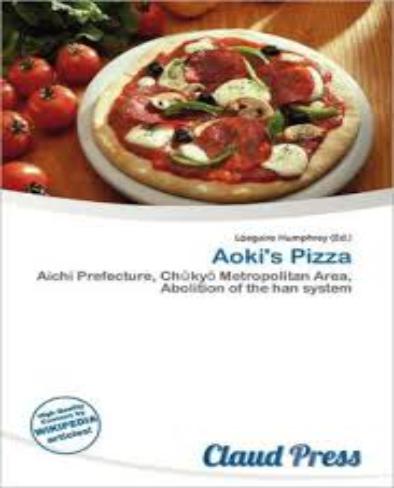 Loegaire Humphrey (Ed.)
Aoki's Pizza
Aichi Prefecture, Chūkyō Metropolitan Area,
Abolition of the han system
High Quality
Content by
WIKIPEDIA
articles!
Claud Press